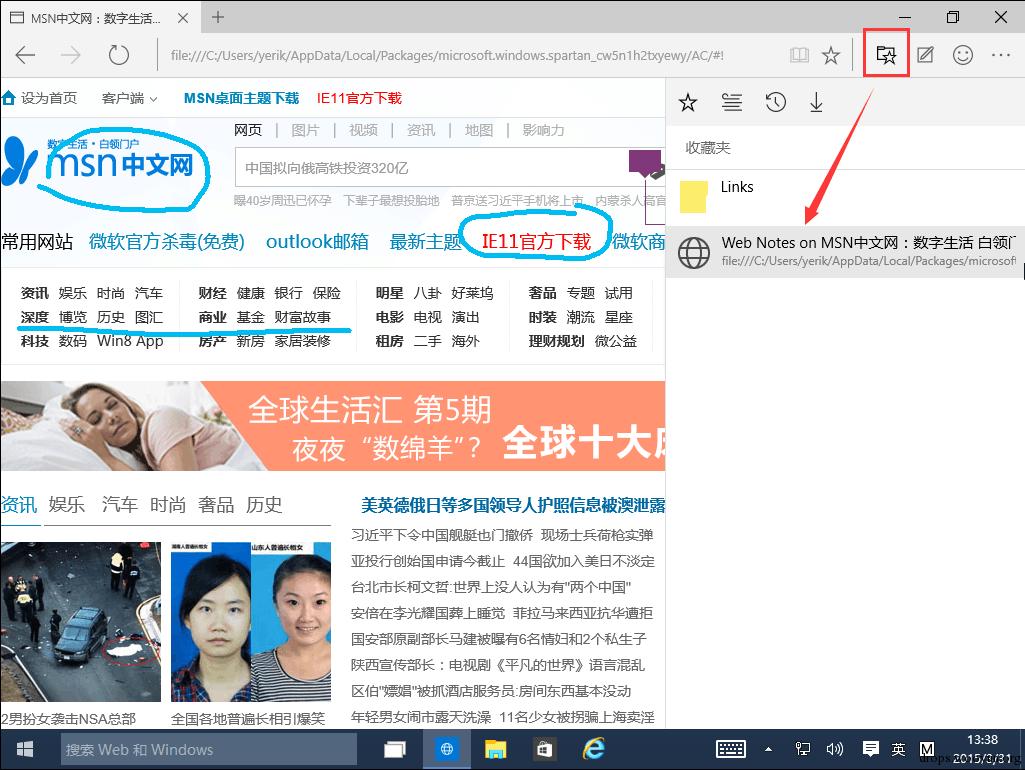 MSN中文网：数字生活...
file:///C:/Users/yerik/AppData/Local/Packages/microsoft.windows.spartan_cw5n1h2txyewy/AC/#!
设为首页 客户端 MSN桌面主题下载 IE11官方下载
收藏夹
Links
Web Notes on MSN中文网：数字生活 白领门
file:///C:/Users/yerik/AppData/Local/Packages/microsoft
网页 | 图片 | 视频 | 资讯 | 地图 | 影响力
数字生活·白领门户
msn 中文网
中国拟向俄高铁投资320亿
曝40岁周迅已怀孕 下辈子最想投胎地 普京送习近平手机将上市 内蒙杀人高官
常用网站 微软官方杀毒(免费) outlook邮箱 最新主题 IE11官方下载 微软商
资讯 娱乐 时尚 汽车 财经 健康 银行 保险 明星 八卦 好莱坞 奢品 专题 试用
深度 博览 历史 图汇 商业 基金 财富故事 电影 电视 演出 时装 潮流 星座
科技 数码 Win8 App 房产 新房 家居装修 租房 二手 海外 理财规划 微公益
全球生活汇 第5期
夜夜“数绵羊”？ 全球十大
资讯 娱乐 汽车 时尚 奢品 历史
美英德俄日等多国领导人护照信息被澳泄露
习近平下令中国舰艇也门撤侨 现场士兵荷枪实弹
亚投行创始国申请今截止 44国欲加入美日不淡定
台北市长柯文哲:世界上没人认为有"两个中国"
安倍在李光耀国葬上睡觉 菲拉马来西亚抗华遭拒
国安部原副部长马建被曝有6名情妇和2个私生子
陕西宣传部长：电视剧《平凡的世界》语言混乱
区伯"嫖娼"被抓酒店服务员:房间东西基本没动
年轻男女闹市露天洗澡 11名少女被拐骗上海卖淫
湖南人普遍长相女 山东人普遍长相女
2男扮女袭击NSA总部 全国各地普遍长相引爆笑
搜索 Web 和 Windows
英 M
13:38
2015/3/31